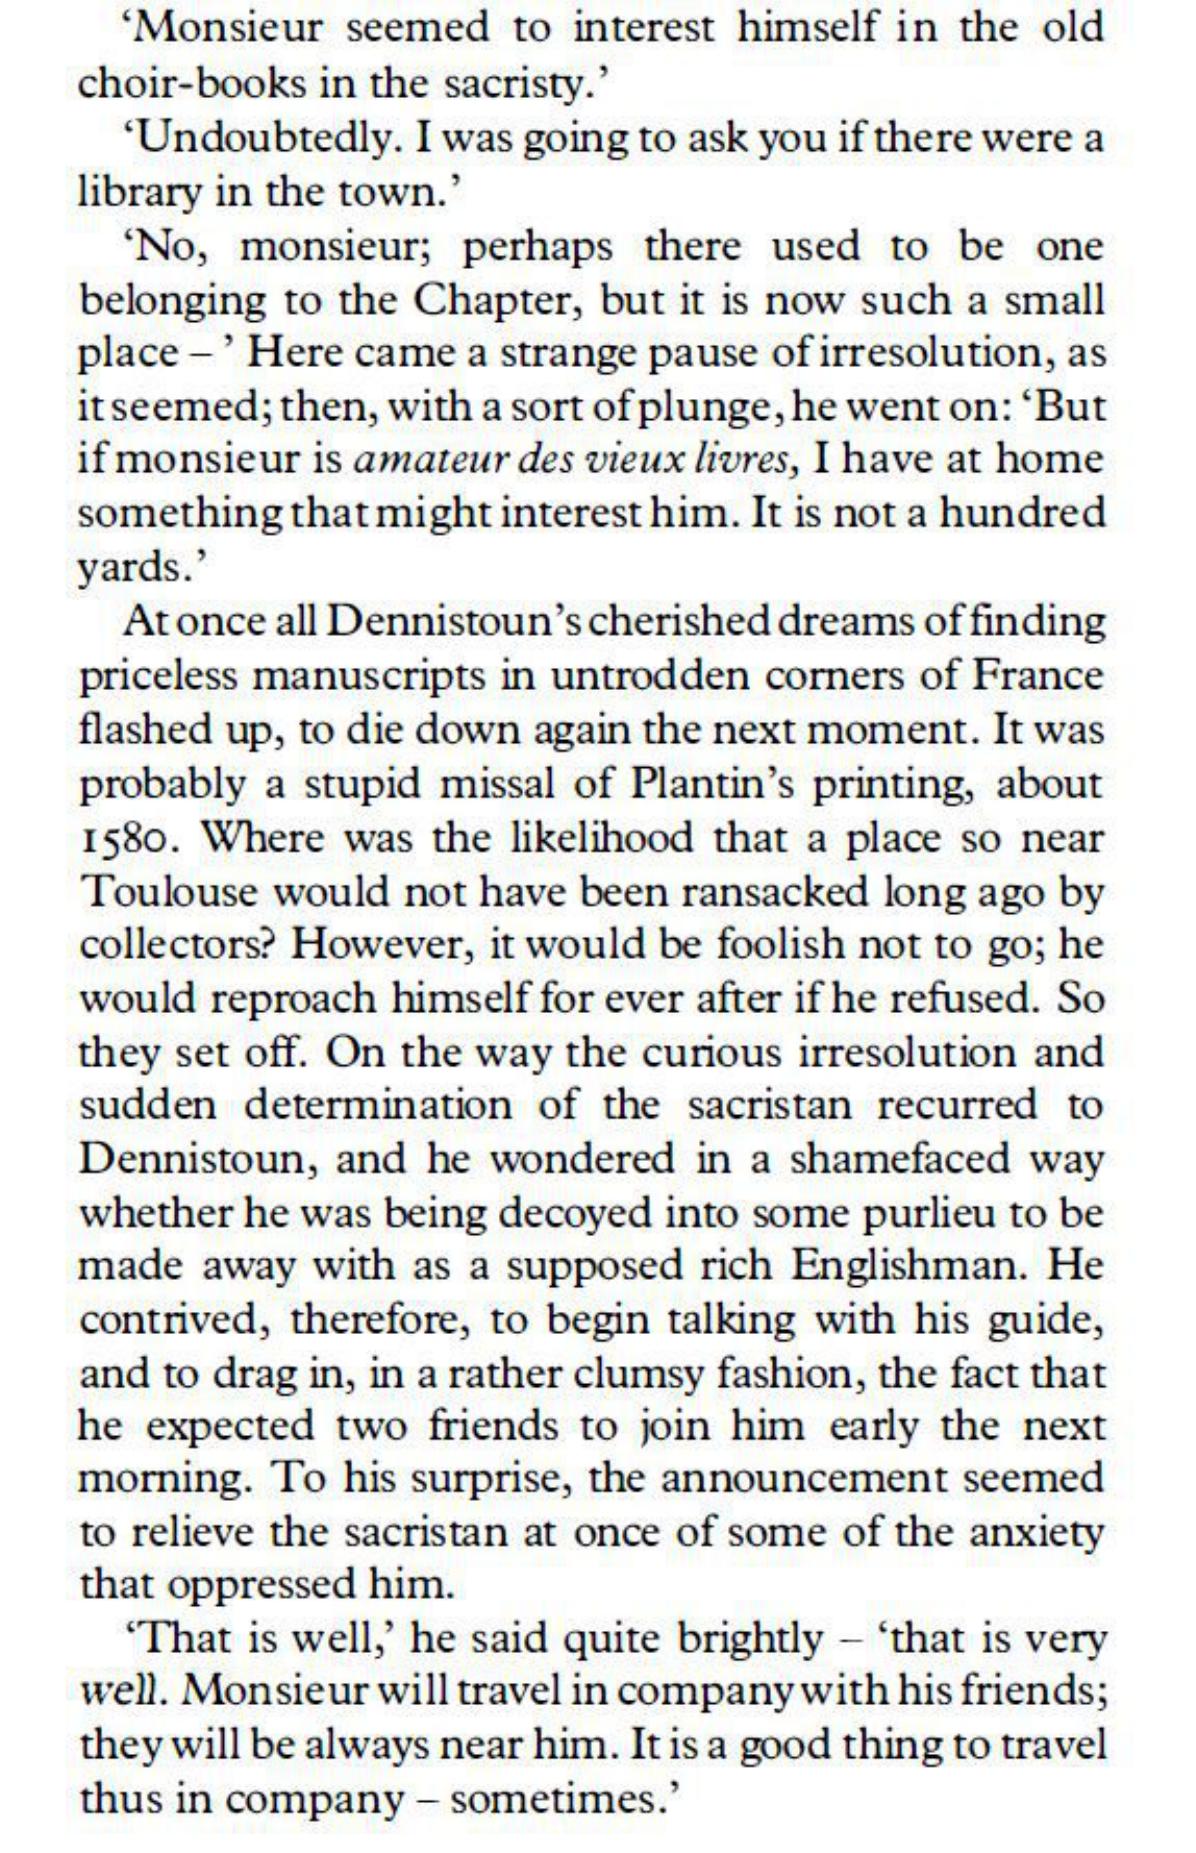 ‘Monsieur seemed to interest himself in the old
choir-books in the sacristy.’
‘Undoubtedly. I was going to ask you if there were a
library in the town.’
‘No, monsieur; perhaps there used to be one
belonging to the Chapter, but it is now such a small
place – ’ Here came a strange pause of irresolution, as
it seemed; then, with a sort of plunge, he went on: ‘But
if monsieur is amateur des vieux livres, I have at home
something that might interest him. It is not a hundred
yards.’
At once all Dennistoun’s cherished dreams of finding
priceless manuscripts in untrodden corners of France
flashed up, to die down again the next moment. It was
probably a stupid missal of Plantin’s printing, about
1580. Where was the likelihood that a place so near
Toulouse would not have been ransacked long ago by
collectors? However, it would be foolish not to go; he
would reproach himself for ever after if he refused. So
they set off. On the way the curious irresolution and
sudden determination of the sacristan recurred to
Dennistoun, and he wondered in a shamefaced way
whether he was being decoyed into some purlieu to be
made away with as a supposed rich Englishman. He
contrived, therefore, to begin talking with his guide,
and to drag in, in a rather clumsy fashion, the fact that
he expected two friends to join him early the next
morning. To his surprise, the announcement seemed
to relieve the sacristan at once of some of the anxiety
that oppressed him.
‘That is well,’ he said quite brightly – ‘that is very
well. Monsieur will travel in company with his friends;
they will be always near him. It is a good thing to travel
thus in company – sometimes.’